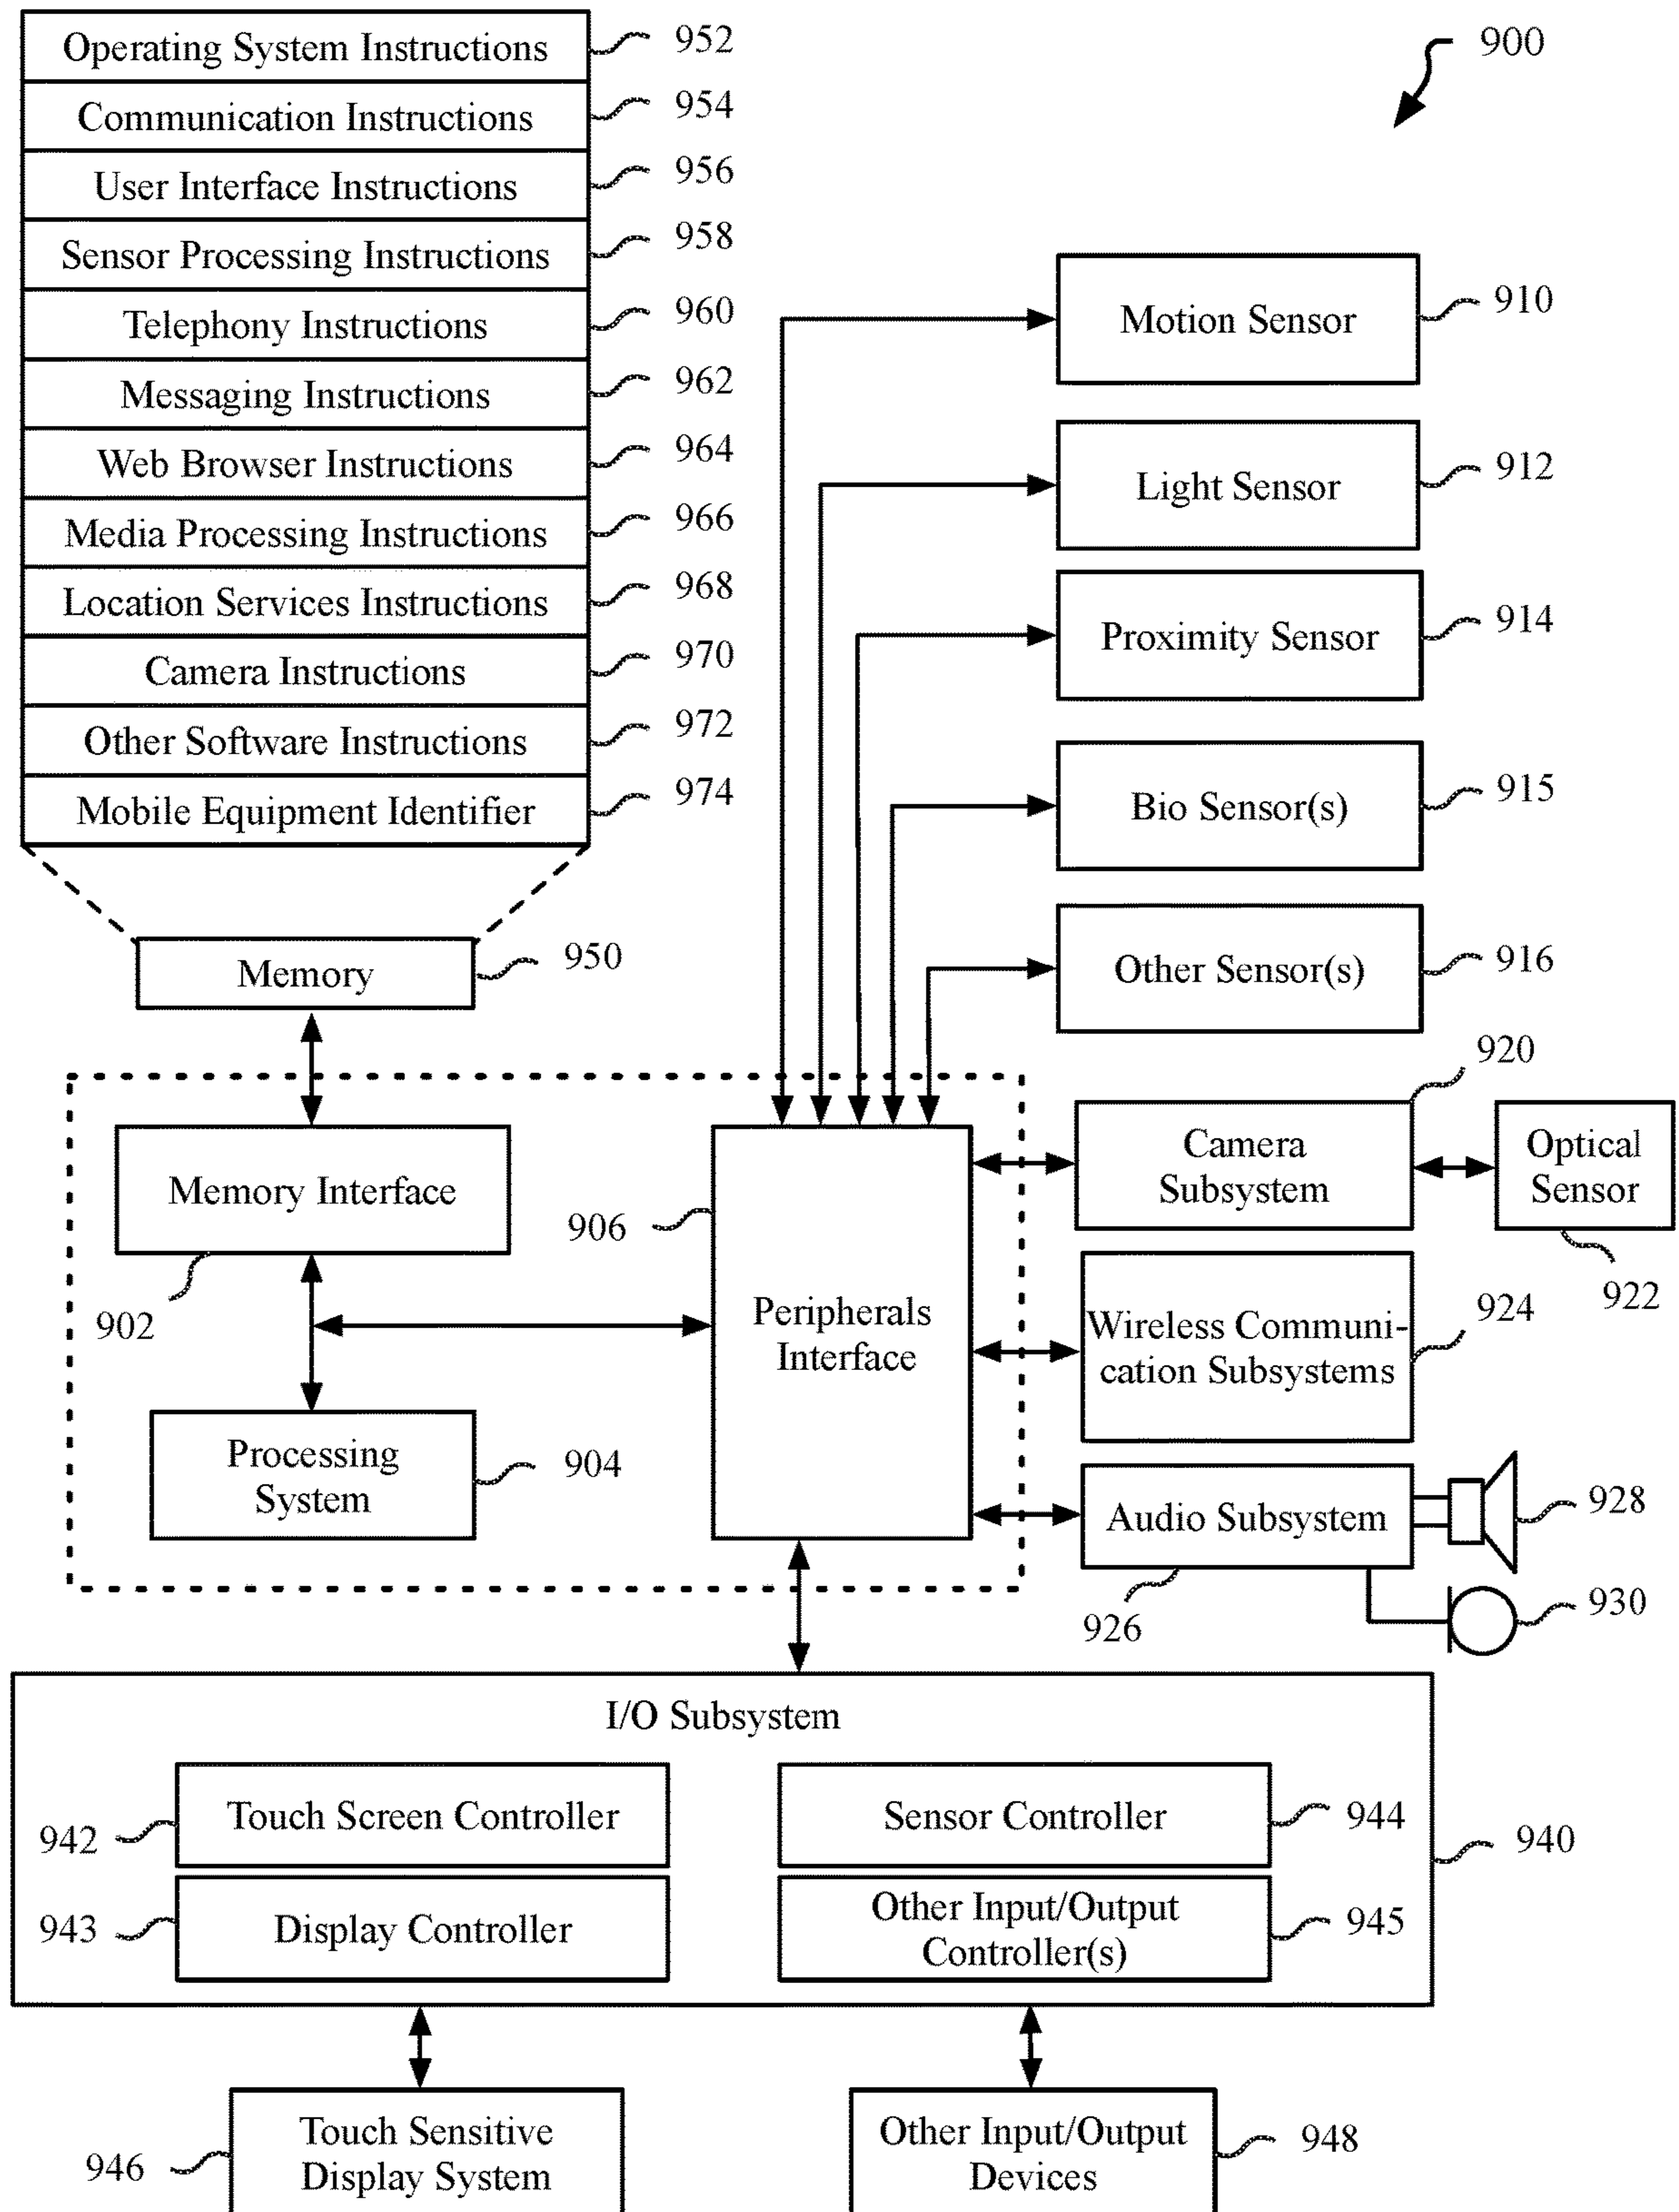 Operating System Instructions 952
Communication Instructions 954
User Interface Instructions 956
Sensor Processing Instructions 958
Telephony Instructions 960
Messaging Instructions 962
Web Browser Instructions 964
Media Processing Instructions 966
Location Services Instructions 968
Camera Instructions 970
Other Software Instructions 972
Mobile Equipment Identifier 974
Memory 950
900
Motion Sensor 910
Light Sensor 912
Proximity Sensor 914
Bio Sensor(s) 915
Other Sensor(s) 916
Memory Interface
902
Processing
System
904
906
Peripherals
Interface
920
Camera
Subsystem
Optical
Sensor
922
Wireless Communi-
cation Subsystems
924
Audio Subsystem
926
928
930
I/O Subsystem
940
942 Touch Screen Controller
Sensor Controller 944
943 Display Controller
Other Input/Output
Controller(s)
945
Touch Sensitive
Display System
946
Other Input/Output
Devices
948